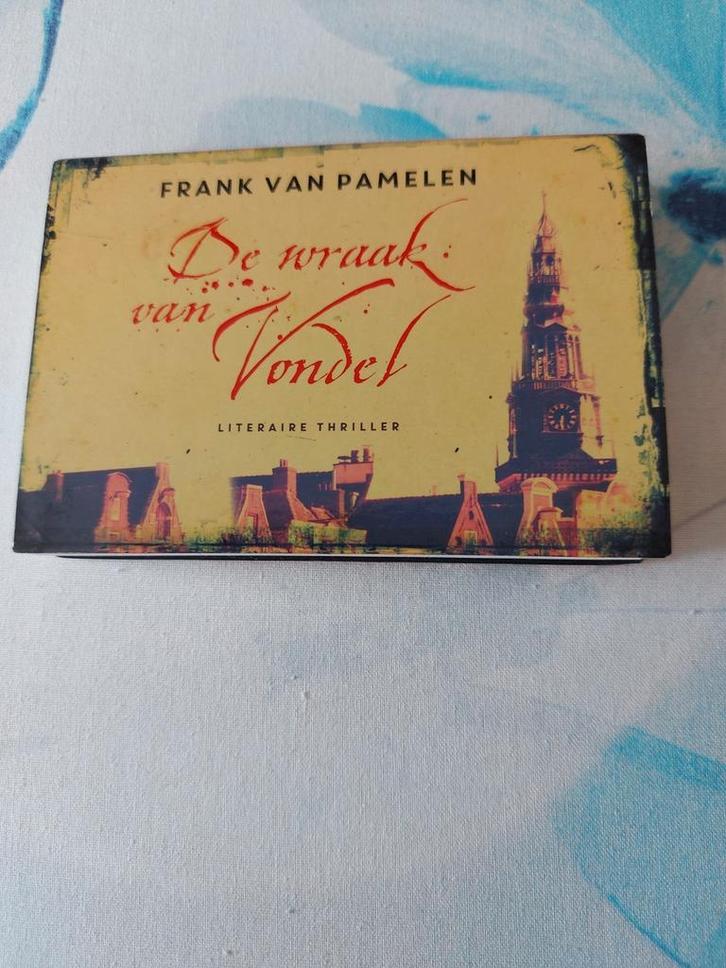 FRANK VAN PAMELEN
De wraak
van Vondel
LITERAIRE THRILLER